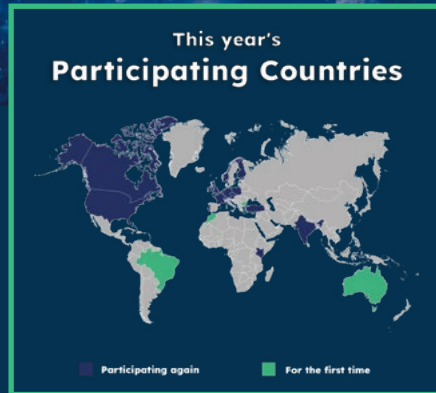 This year's
Participating Countries
Participating again
For the first time